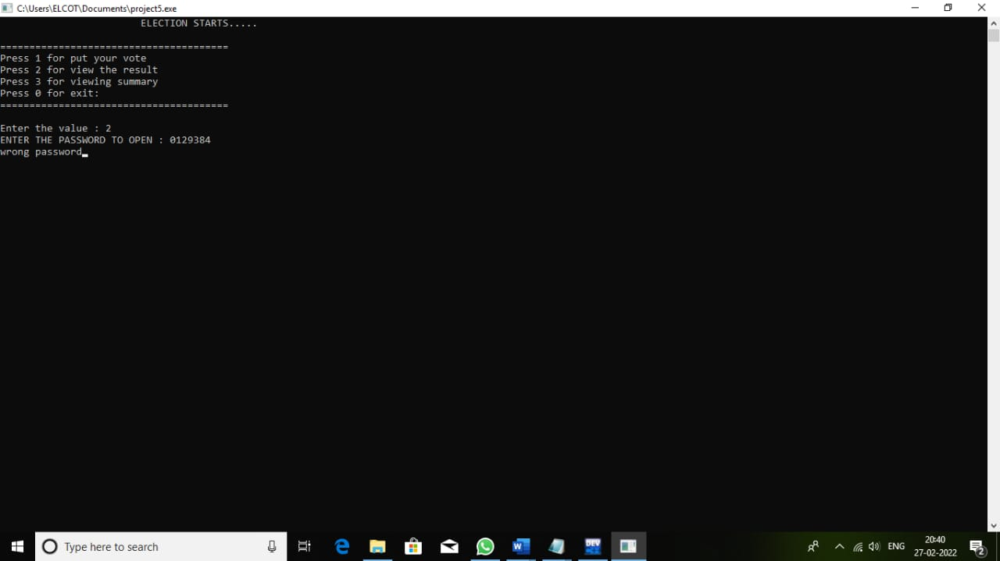 C:\Users\ELCOT\Documents\project5.exe
ELECTION STARTS.....
=======================================
Press 1 for put your vote
Press 2 for view the result
Press 3 for viewing summary
Press 0 for exit:
=======================================
Enter the value : 2
ENTER THE PASSWORD TO OPEN : 0129384
wrong password
Type here to search
W
DEV
ENG
20:40
27-02-2022
2